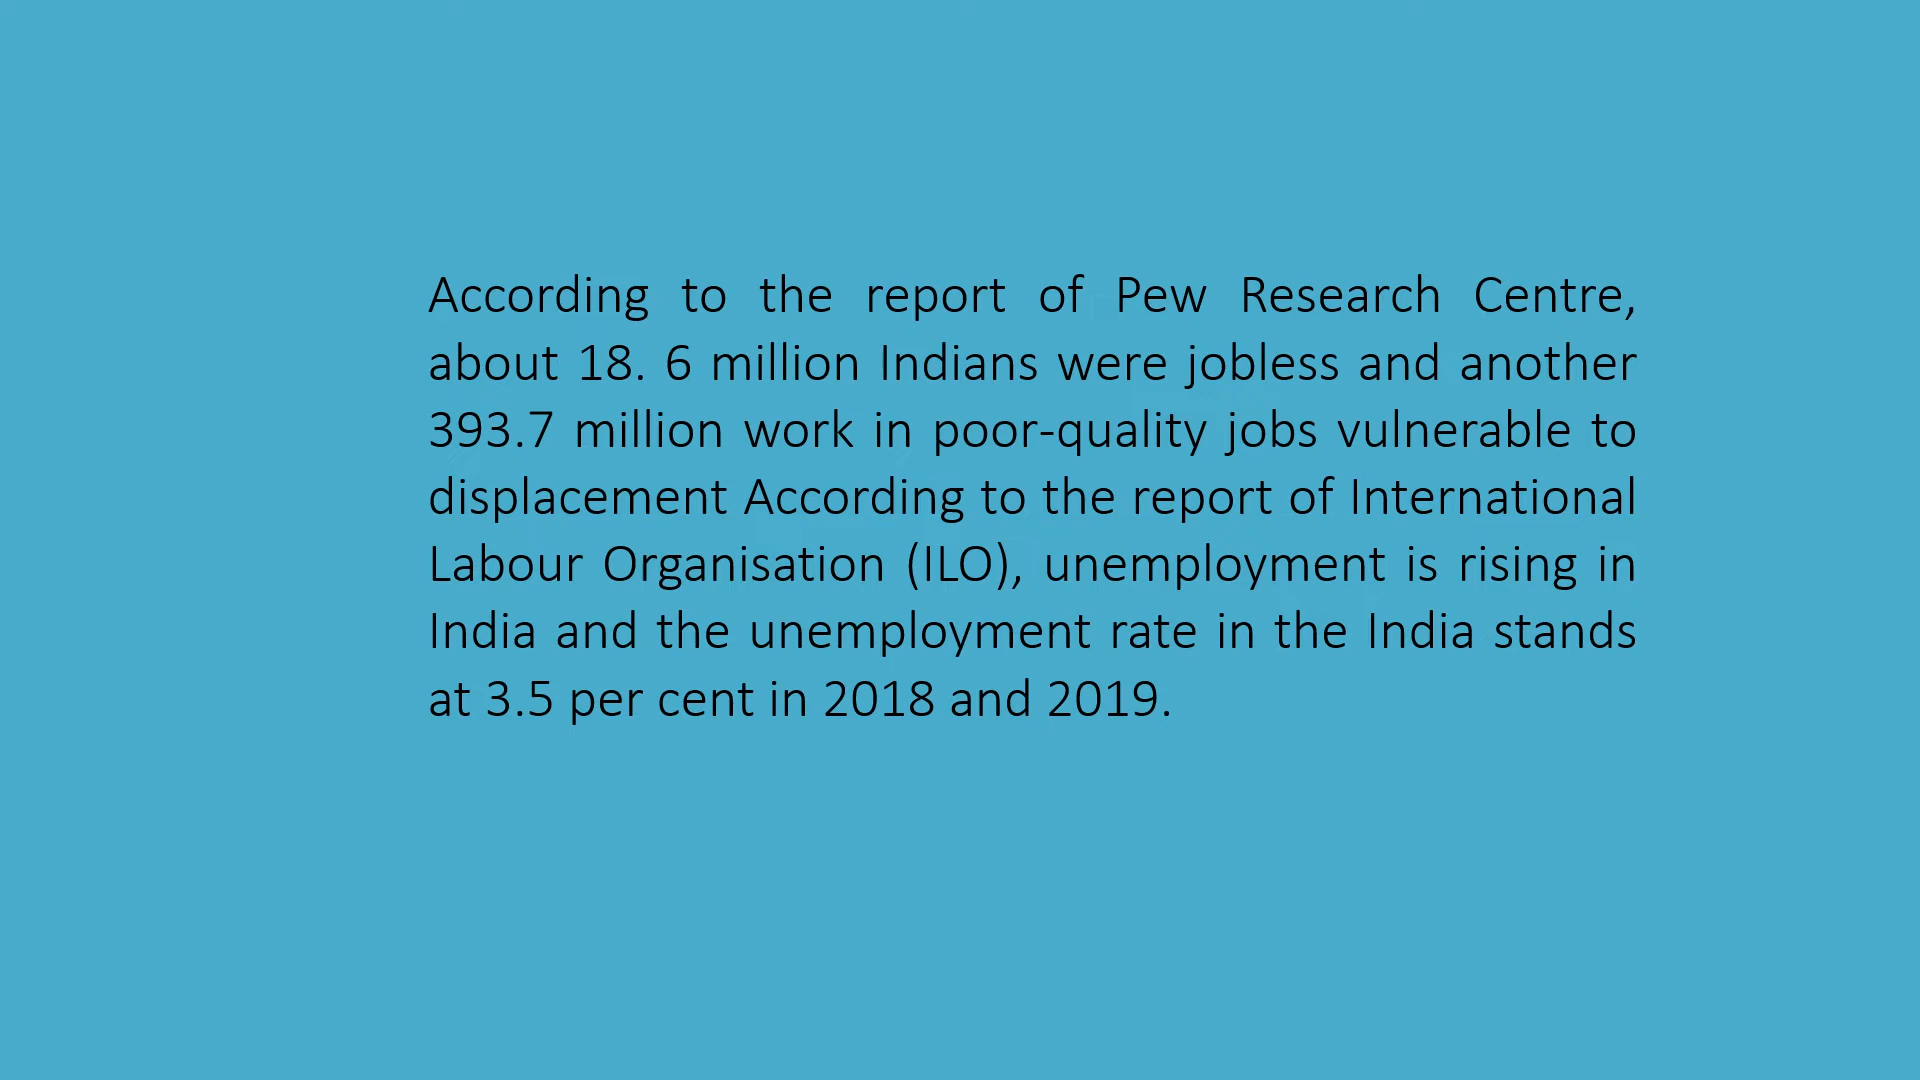 According to the report of Pew Research Centre,
about 18. 6 million Indians were jobless and another
393.7 million work in poor-quality jobs vulnerable to
displacement According to the report of International
Labour Organisation (ILO), unemployment is rising in
India and the unemployment rate in the India stands
at 3.5 per cent in 2018 and 2019.